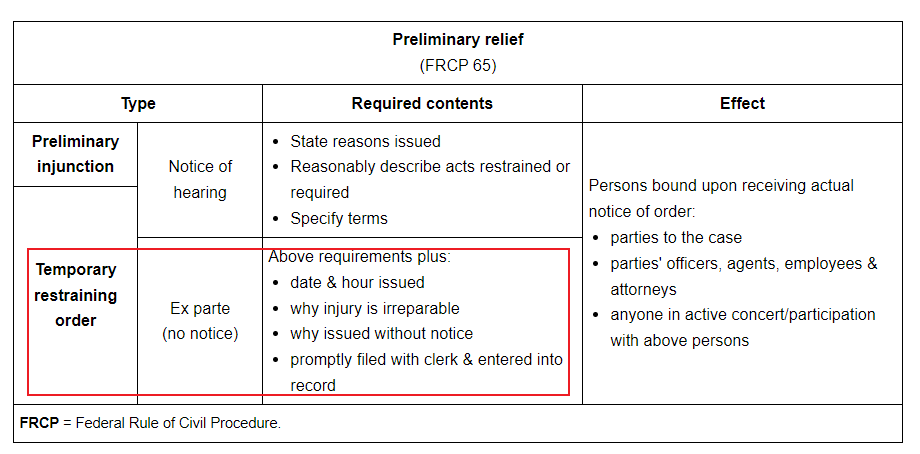 Preliminary relief
(FRCP 65)
Type
Required contents
Effect
Preliminary
injunction
Notice of
hearing
• State reasons issued
• Reasonably describe acts restrained or
required
• Specify terms
Temporary
restraining
order
Ex parte
(no notice)
Above requirements plus:
• date & hour issued
• why injury is irreparable
• why issued without notice
• promptly filed with clerk & entered into
record
Persons bound upon receiving actual
notice of order:
• parties to the case
• parties' officers, agents, employees &
attorneys
• anyone in active concert/participation
with above persons
FRCP = Federal Rule of Civil Procedure.